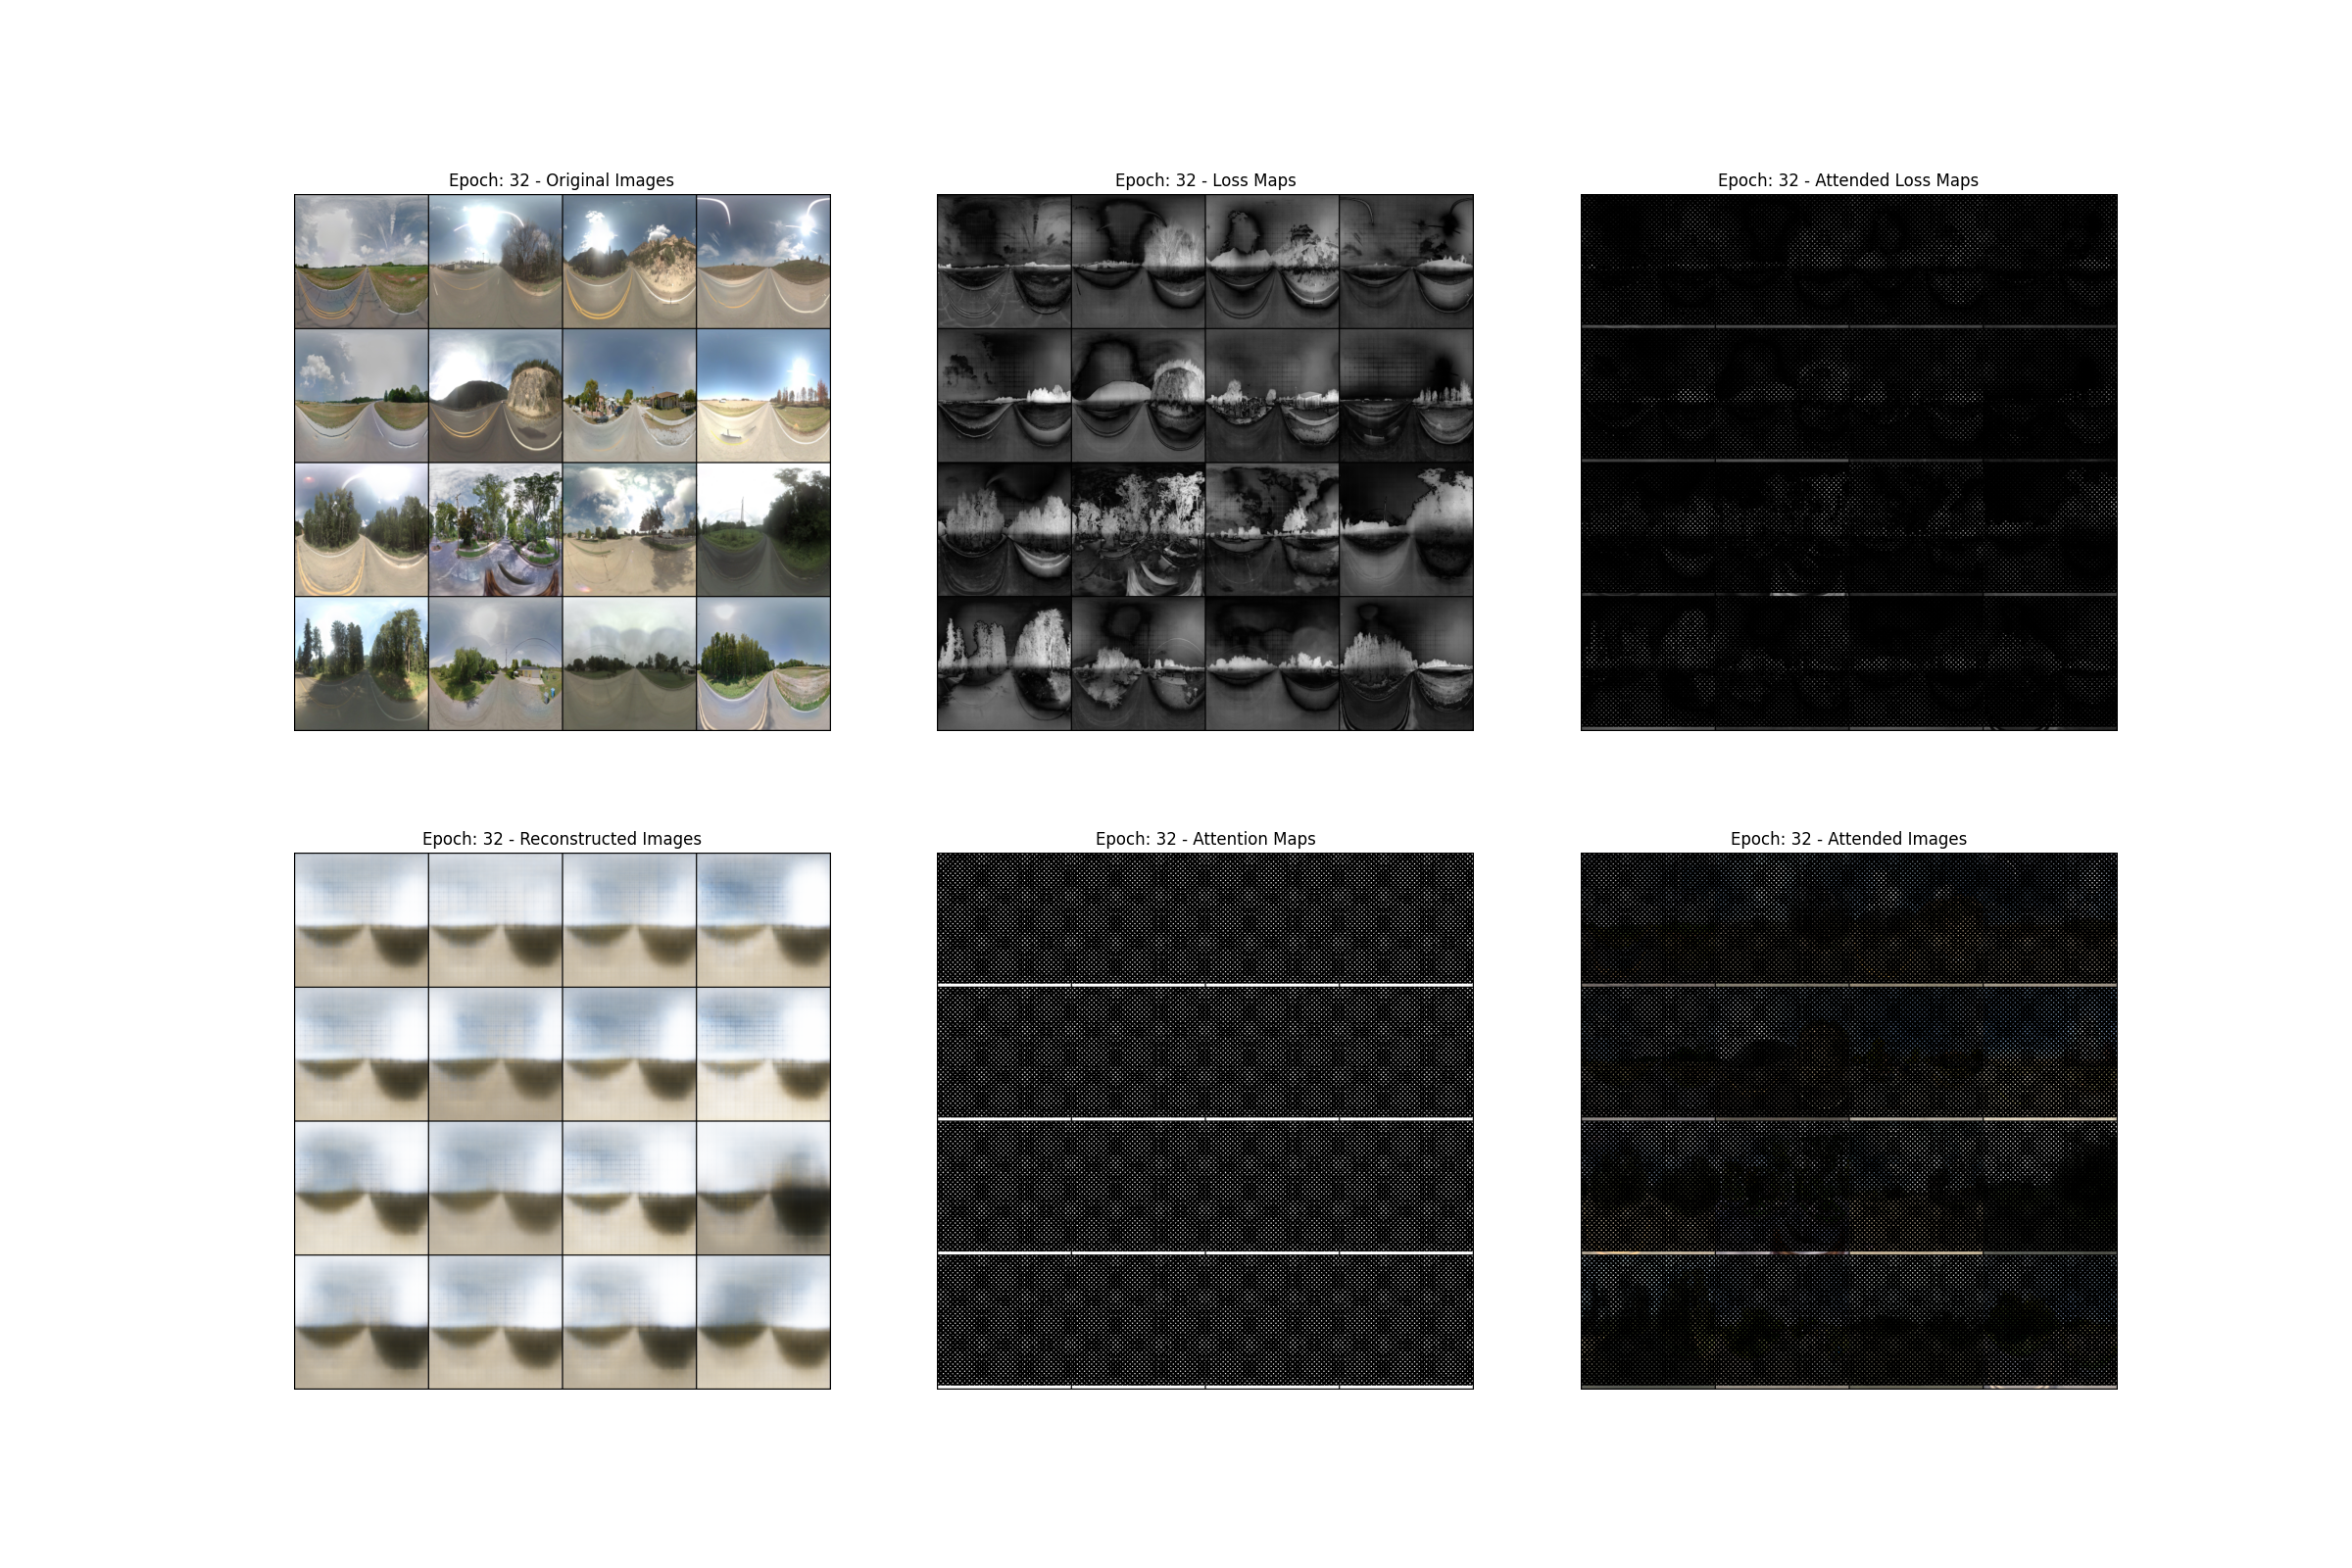 Epoch: 32 - Original Images
Epoch: 32 - Loss Maps
Epoch: 32 - Attended Loss Maps
Epoch: 32 - Reconstructed Images
Epoch: 32 - Attention Maps
Epoch: 32 - Attended Images